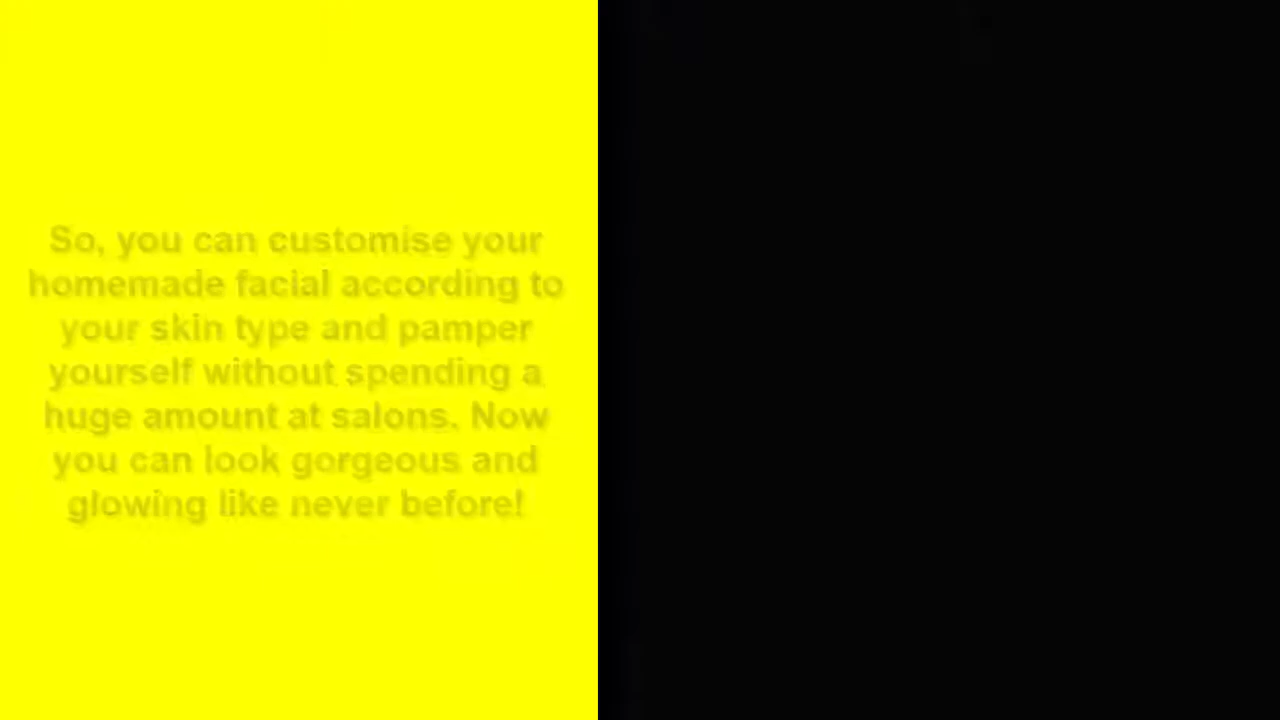 So, you can customise your
homemade facial according to
your skin type and pamper
yourself without spending a
huge amount at salons. Now
you can look gorgeous and
glowing like never before!